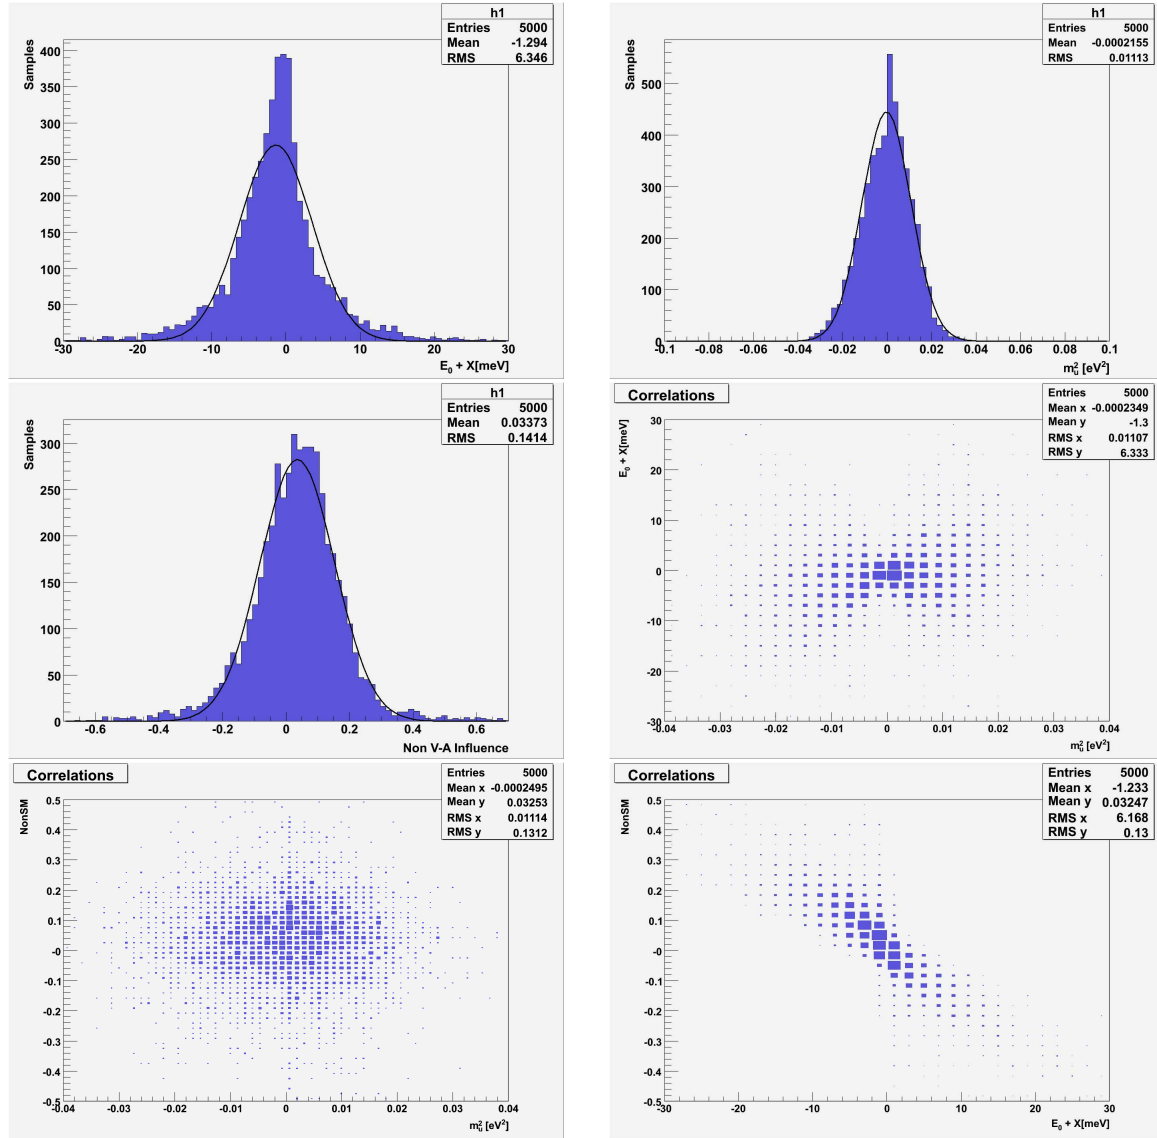 h1
Entries 5000
Mean -1.294
RMS 6.346
Samples
400
350
300
250
200
150
100
50
0
-30 -20 -10 0 10 20 30
E0 + X[meV]
h1
Entries 5000
Mean -0.0002155
RMS 0.01113
Samples
500
400
300
200
100
0
-0.1 -0.08 -0.06 -0.04 -0.02 0 0.02 0.04 0.06 0.08 0.1
m²υ [eV²]
h1
Entries 5000
Mean 0.03373
RMS 0.1414
Samples
300
250
200
150
100
50
0
-0.6 -0.4 -0.2 0 0.2 0.4 0.6
Non V-A Influence
Correlations
Entries 5000
Mean x -0.0002349
Mean y -1.3
RMS x 0.01107
RMS y 6.333
E0 + X[meV]
30
20
10
0
-10
-20
-30
-0.04 -0.03 -0.02 -0.01 0 0.01 0.02 0.03 0.04
m²υ [eV²]
Correlations
Entries 5000
Mean x -0.0002495
Mean y 0.03253
RMS x 0.01114
RMS y 0.1312
NonSM
0.5
0.4
0.3
0.2
0.1
-0
-0.1
-0.2
-0.3
-0.4
-0.5
-0.04 -0.03 -0.02 -0.01 0 0.01 0.02 0.03 0.04
m²υ [eV²]
Correlations
Entries 5000
Mean x -1.233
Mean y 0.03247
RMS x 6.168
RMS y 0.13
NonSM
0.5
0.4
0.3
0.2
0.1
-0
-0.1
-0.2
-0.3
-0.4
-0.5
-30 -20 -10 0 10 20 30
E0 + X[meV]